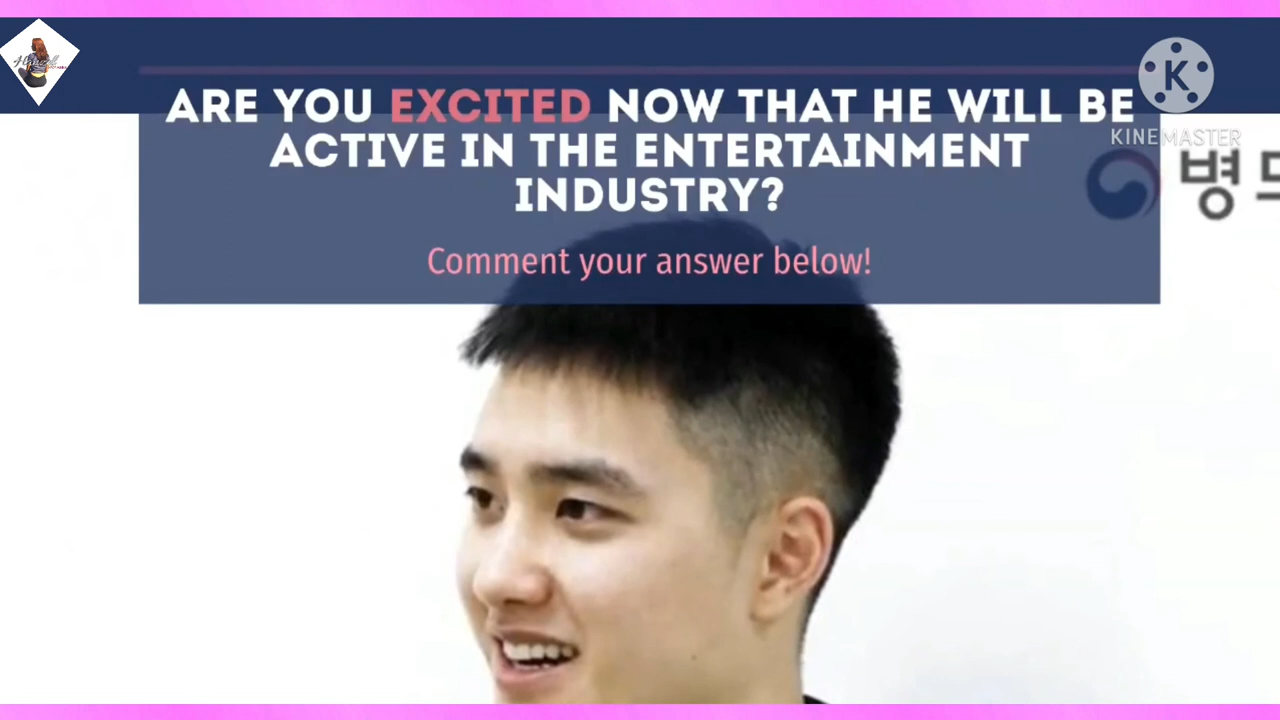 ARE YOU EXCITED NOW THAT HE WILL BE
ACTIVE IN THE ENTERTAINMENT
INDUSTRY?
Comment your answer below!
K
KINEMASTER
병무